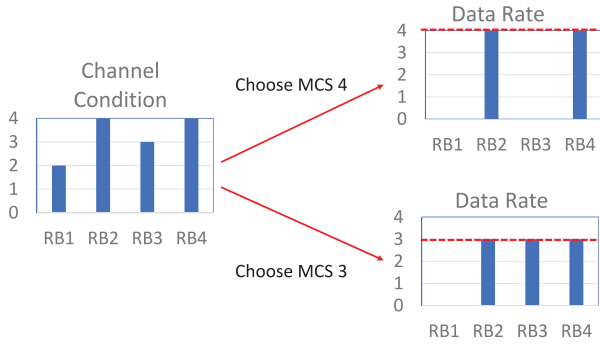 Data Rate
4
3
2
1
0
RB1 RB2 RB3 RB4
Channel
Condition
4
3
2
1
0
RB1 RB2 RB3 RB4
Choose MCS 4
Choose MCS 3
Data Rate
4
3
2
1
0
RB1 RB2 RB3 RB4